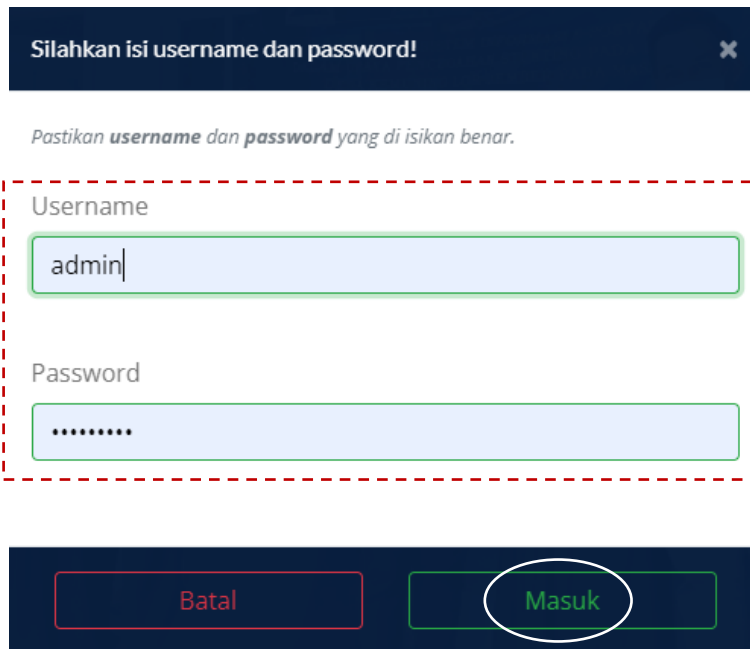 Silahkan isi username dan password!
Pastikan username dan password yang di isikan benar.
Username
admin
Password
•••••••••
Batal
Masuk